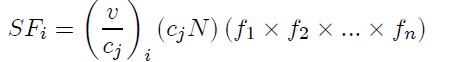 $SF_i = \left( \frac{v}{c_j} \right)_i (c_j N) (f_1 \times f_2 \times ... \times f_n)$